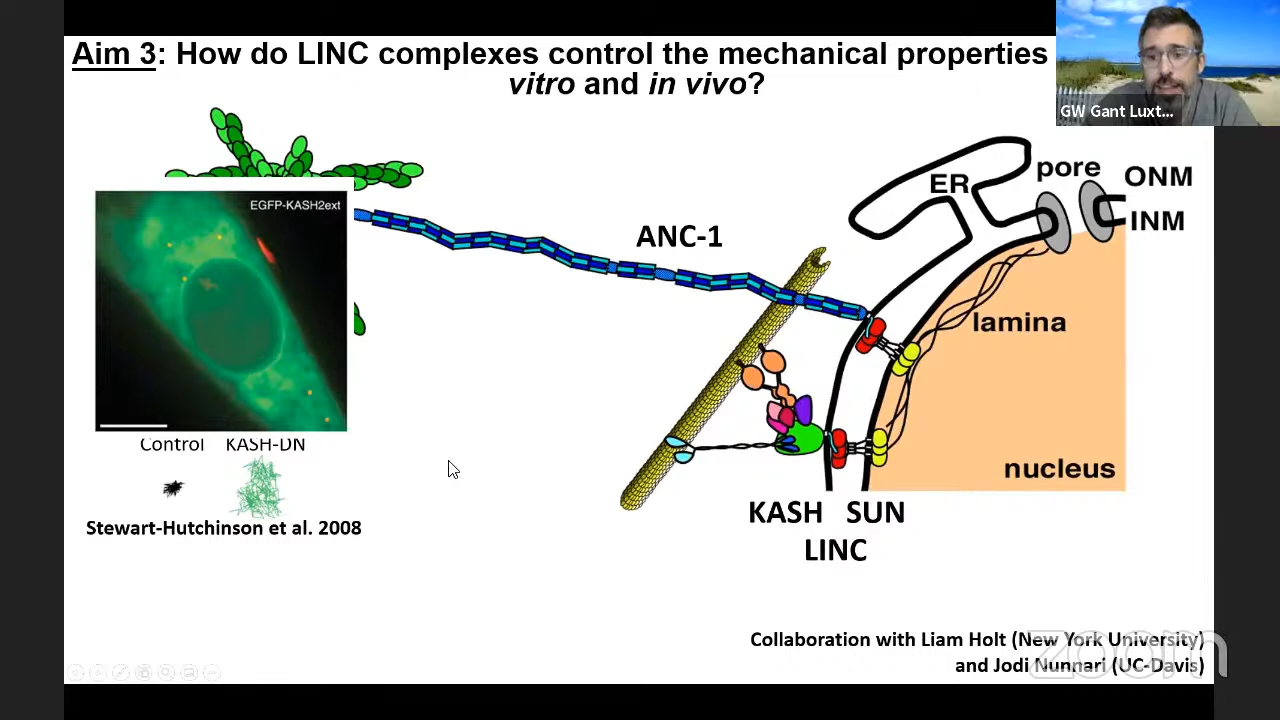 Aim 3: How do LINC complexes control the mechanical properties
vitro and in vivo?
GW Gant Luxt...
EGFP-KASH2ext
ANC-1
ER
pore
ONM
INM
lamina
nucleus
Control KASH-DN
Stewart-Hutchinson et al. 2008
KASH SUN
LINC
Collaboration with Liam Holt (New York University)
and Jodi Nunnari (UC-Davis)
zoom